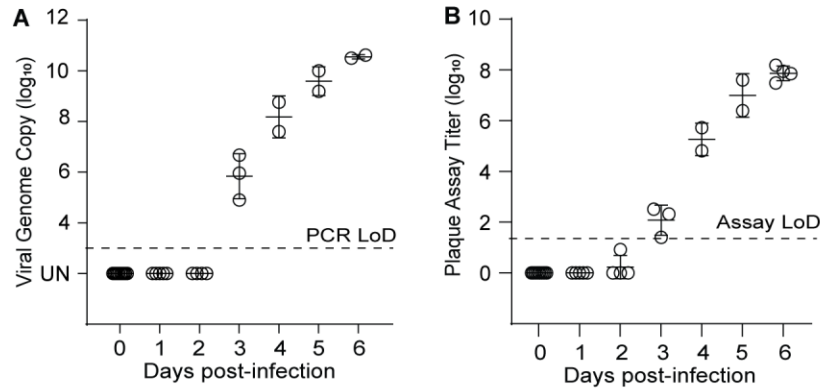 A
Viral Genome Copy (log₁₀)
12
10
8
6
4
UN
PCR LoD
0 1 2 3 4 5 6
Days post-infection
B
Plaque Assay Titer (log₁₀)
10
8
6
4
2
0
Assay LoD
0 1 2 3 4 5 6
Days post-infection